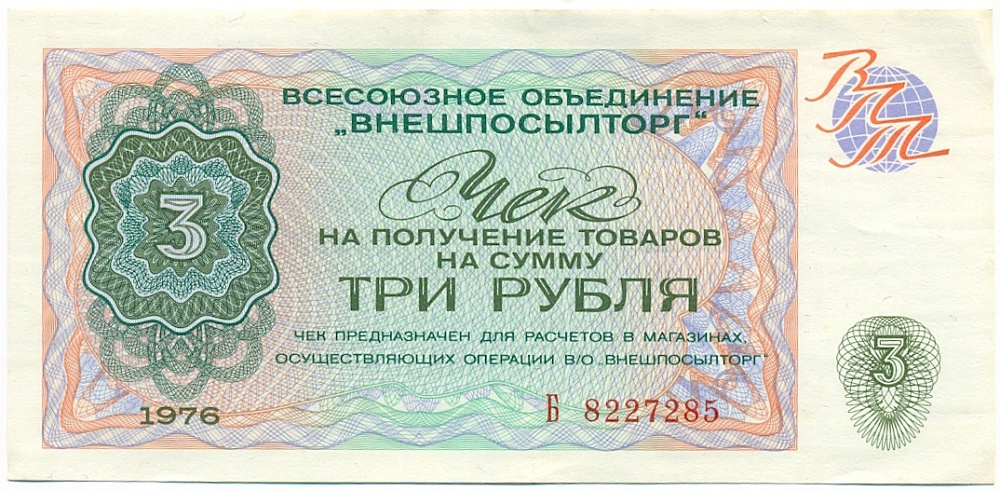 ВСЕСОЮЗНОЕ ОБЪЕДИНЕНИЕ
„ВНЕШПОСЫЛТОРГ"
ВПТ
Чек
НА ПОЛУЧЕНИЕ ТОВАРОВ
НА СУММУ
3
ТРИ РУБЛЯ
ЧЕК ПРЕДНАЗНАЧЕН ДЛЯ РАСЧЕТОВ В МАГАЗИНАХ,
ОСУЩЕСТВЛЯЮЩИХ ОПЕРАЦИИ В/О „ВНЕШПОСЫЛТОРГ"
3
1976
Б 8227285